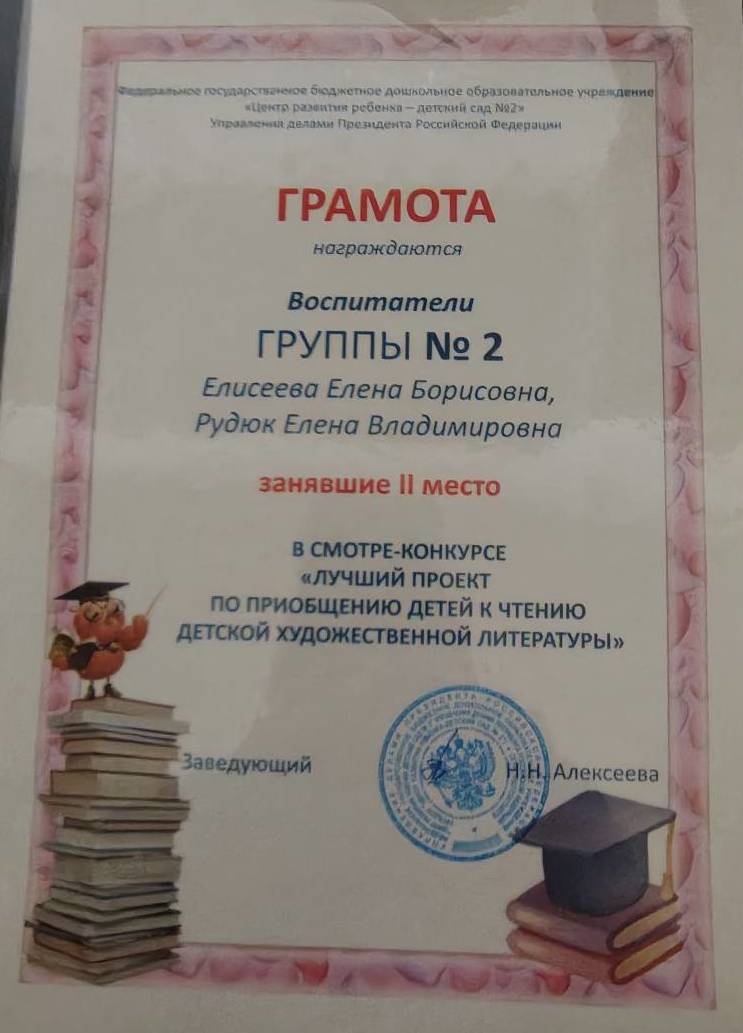 Федеральное государственное бюджетное дошкольное образовательное учреждение
«Центр развития ребенка – детский сад №2»
Управления делами Президента Российской Федерации
ГРАМОТА
награждаются
Воспитатели
ГРУППЫ № 2
Елисеева Елена Борисовна,
Рудюк Елена Владимировна
занявшие II место
В СМОТРЕ-КОНКУРСЕ
«ЛУЧШИЙ ПРОЕКТ
ПО ПРИОБЩЕНИЮ ДЕТЕЙ К ЧТЕНИЮ
ДЕТСКОЙ ХУДОЖЕСТВЕННОЙ ЛИТЕРАТУРЫ»
Заведующий
Н.Н. Алексеева